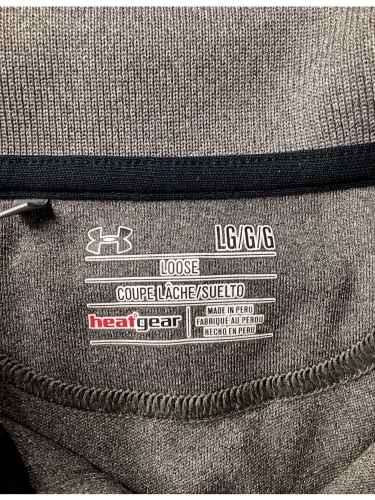 LG/G/G
LOOSE
COUPE LÂCHE/SUELTO
heatgear
MADE IN PERU
FABRIQUÉ AU PÉROU
HECHO EN PERÚ